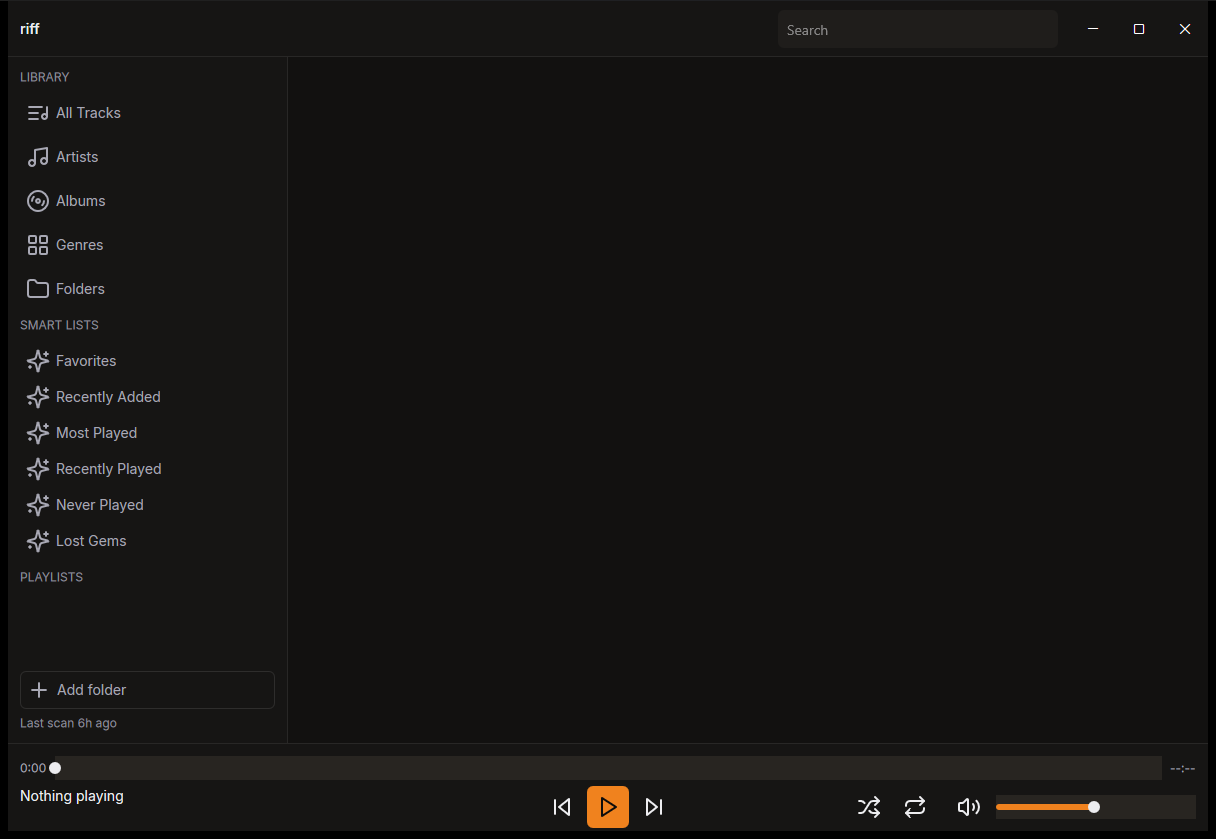 riff
Search
LIBRARY
All Tracks
Artists
Albums
Genres
Folders
SMART LISTS
Favorites
Recently Added
Most Played
Recently Played
Never Played
Lost Gems
PLAYLISTS
Add folder
Last scan 6h ago
0:00
--:--
Nothing playing